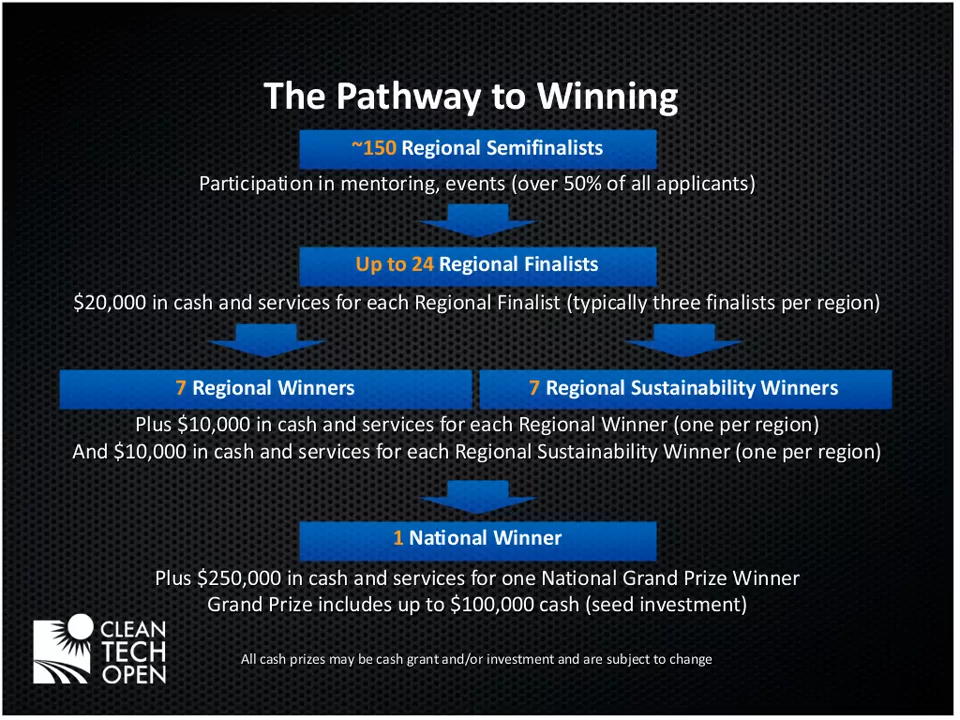 The Pathway to Winning
~150 Regional Semifinalists
Participation in mentoring, events (over 50% of all applicants)
Up to 24 Regional Finalists
$20,000 in cash and services for each Regional Finalist (typically three finalists per region)
7 Regional Winners
7 Regional Sustainability Winners
Plus $10,000 in cash and services for each Regional Winner (one per region)
And $10,000 in cash and services for each Regional Sustainability Winner (one per region)
1 National Winner
Plus $250,000 in cash and services for one National Grand Prize Winner
Grand Prize includes up to $100,000 cash (seed investment)
CLEAN
TECH
OPEN
All cash prizes may be cash grant and/or investment and are subject to change